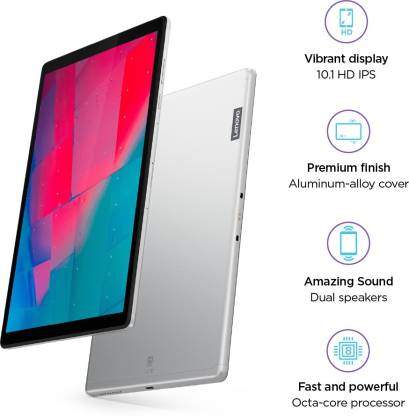 HD
Vibrant display
10.1 HD IPS
Lenovo
Premium finish
Aluminum-alloy cover
Amazing Sound
Dual speakers
8
Fast and powerful
Octa-core processor